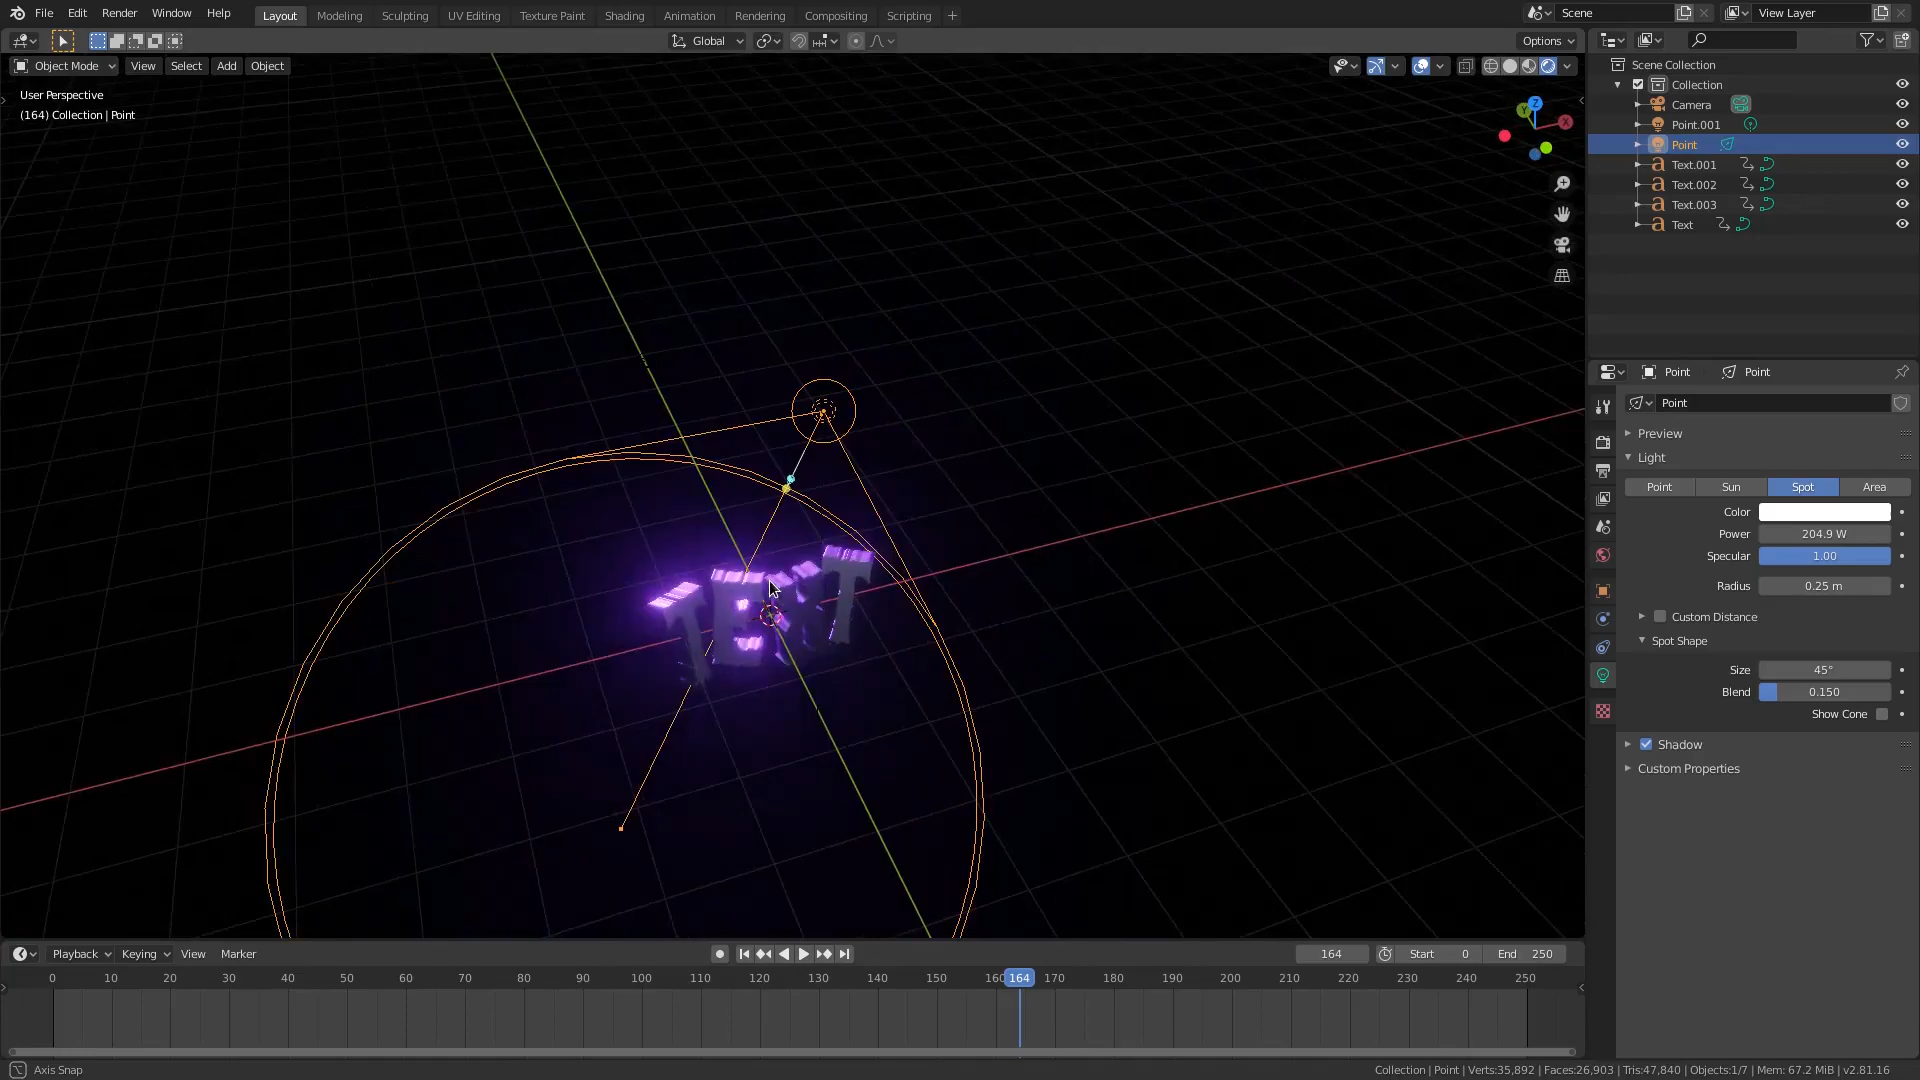 File Edit Render Window Help
Layout Modeling Sculpting UV Editing Texture Paint Shading Animation Rendering Compositing Scripting +
Scene
View Layer
Global
Options
Object Mode View Select Add Object
User Perspective
(164) Collection | Point
Z
Y
X
TEXT
Scene Collection
Collection
Camera
Point.001
Point
Text.001
Text.002
Text.003
Text
Point Point
Point
Preview
Light
Point Sun Spot Area
Color
Power 204.9 W
Specular 1.00
Radius 0.25 m
Custom Distance
Spot Shape
Size 45°
Blend 0.150
Show Cone
Shadow
Custom Properties
Playback Keying View Marker
164
Start 0
End 250
0 10 20 30 40 50 60 70 80 90 100 110 120 130 140 150 160 164 170 180 190 200 210 220 230 240 250
Axis Snap
Collection | Point | Verts:35,892 | Faces:26,903 | Tris:47,840 | Objects:1/7 | Mem: 67.2 MiB | v2.81.16